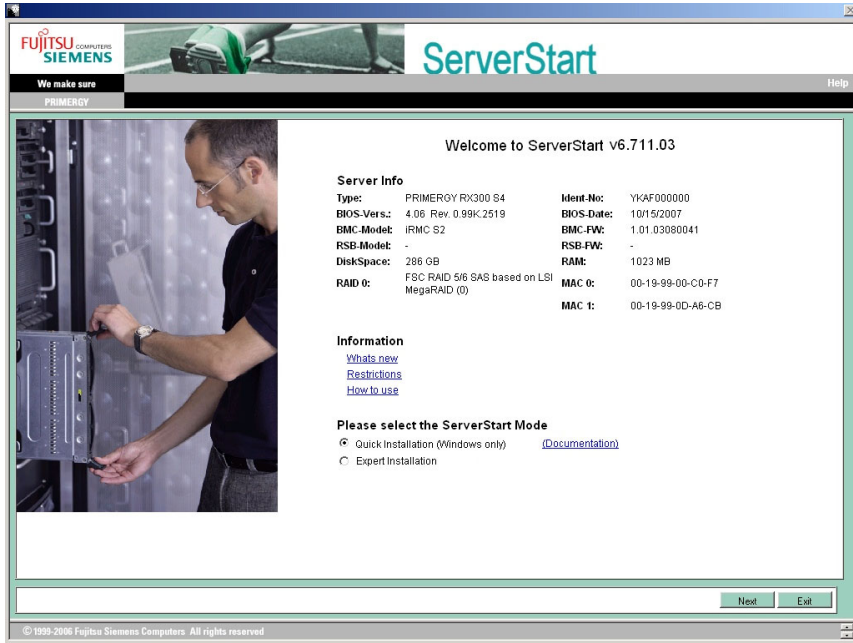 FUJITSU COMPUTERS
SIEMENS
ServerStart
We make sure
Help
PRIMERGY
Welcome to ServerStart v6.711.03
Server Info
Type: PRIMERGY RX300 S4 Ident-No: YKAF000000
BIOS-Vers.: 4.06 Rev. 0.99K.2519 BIOS-Date: 10/15/2007
BMC-Model: iRMC S2 BMC-FW: 1.01.03080041
RSB-Model: - RSB-FW: -
DiskSpace: 286 GB RAM: 1023 MB
RAID 0: FSC RAID 5/6 SAS based on LSI MegaRAID (0) MAC 0: 00-19-99-00-C0-F7
MAC 1: 00-19-99-0D-A6-CB
Information
Whats new
Restrictions
How to use
Please select the ServerStart Mode
Quick Installation (Windows only) (Documentation)
Expert Installation
Next Exit
© 1999-2006 Fujitsu Siemens Computers All rights reserved